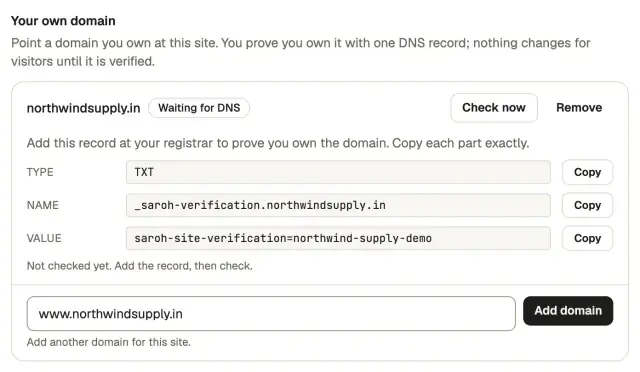 Your own domain
Point a domain you own at this site. You prove you own it with one DNS record; nothing changes for
visitors until it is verified.
northwindsupply.in Waiting for DNS Check now Remove
Add this record at your registrar to prove you own the domain. Copy each part exactly.
TYPE TXT Copy
NAME _saroh-verification.northwindsupply.in Copy
VALUE saroh-site-verification=northwind-supply-demo Copy
Not checked yet. Add the record, then check.
www.northwindsupply.in Add domain
Add another domain for this site.